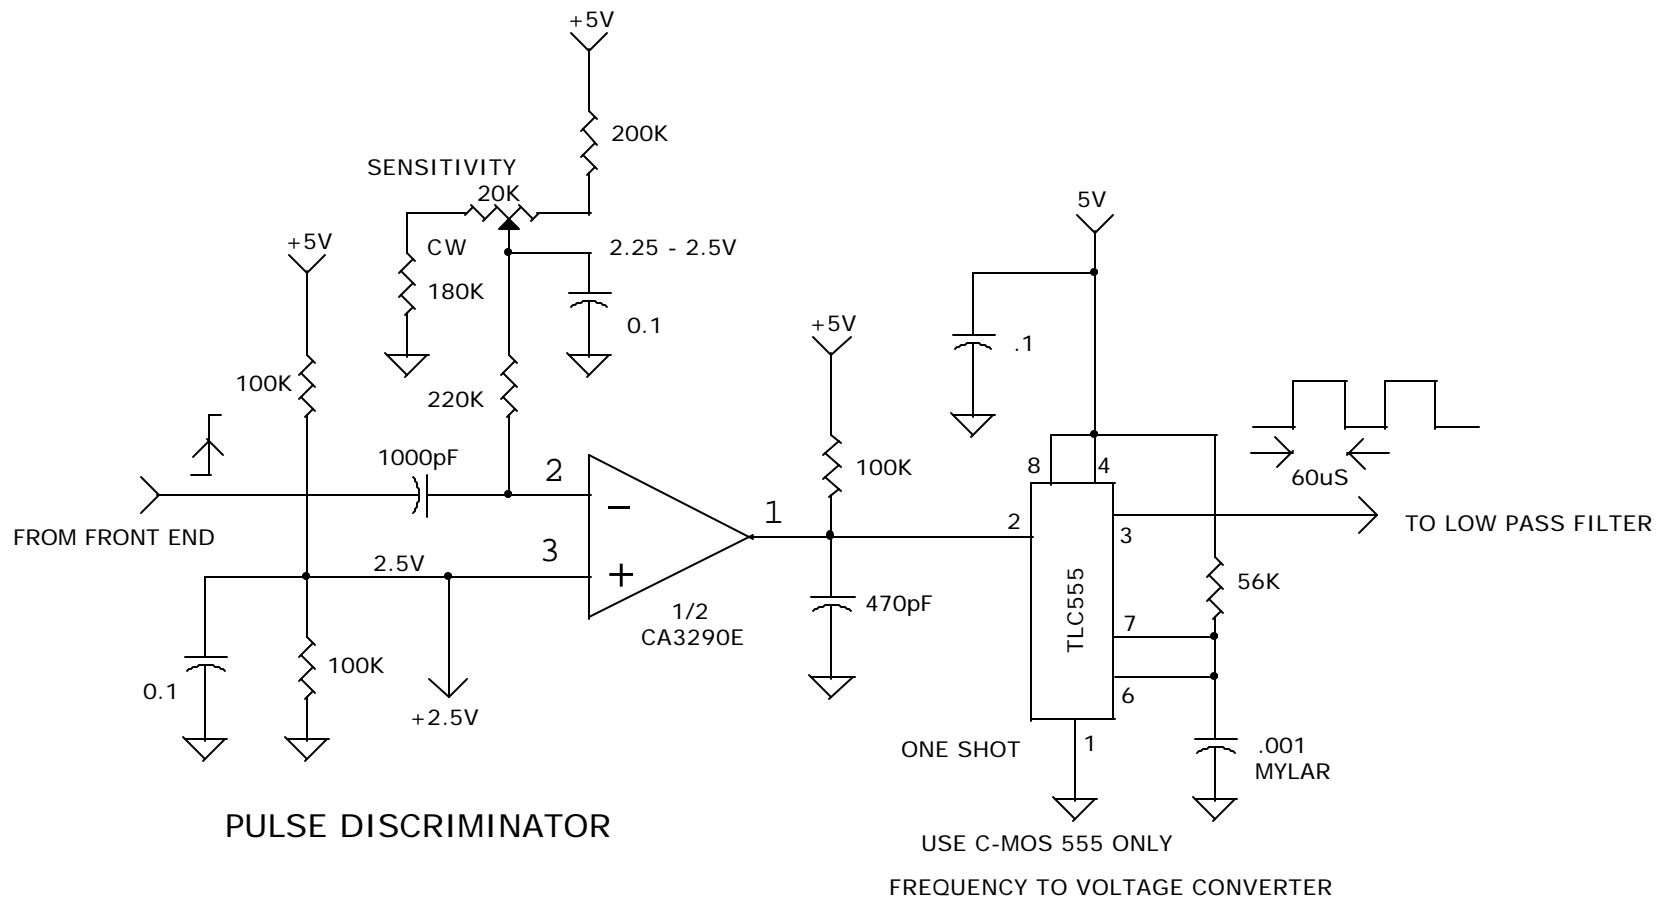 +5V
200K
SENSITIVITY
20K
5V
+5V
CW
2.25 - 2.5V
180K
0.1
+5V
.1
100K
220K
1000pF
2
100K
8
4
60uS
FROM FRONT END
1
2
3
TO LOW PASS FILTER
3
2.5V
−
+
1/2
CA3290E
470pF
TLC555
56K
7
6
100K
0.1
+2.5V
ONE SHOT
1
.001
MYLAR
PULSE DISCRIMINATOR
USE C-MOS 555 ONLY
FREQUENCY TO VOLTAGE CONVERTER